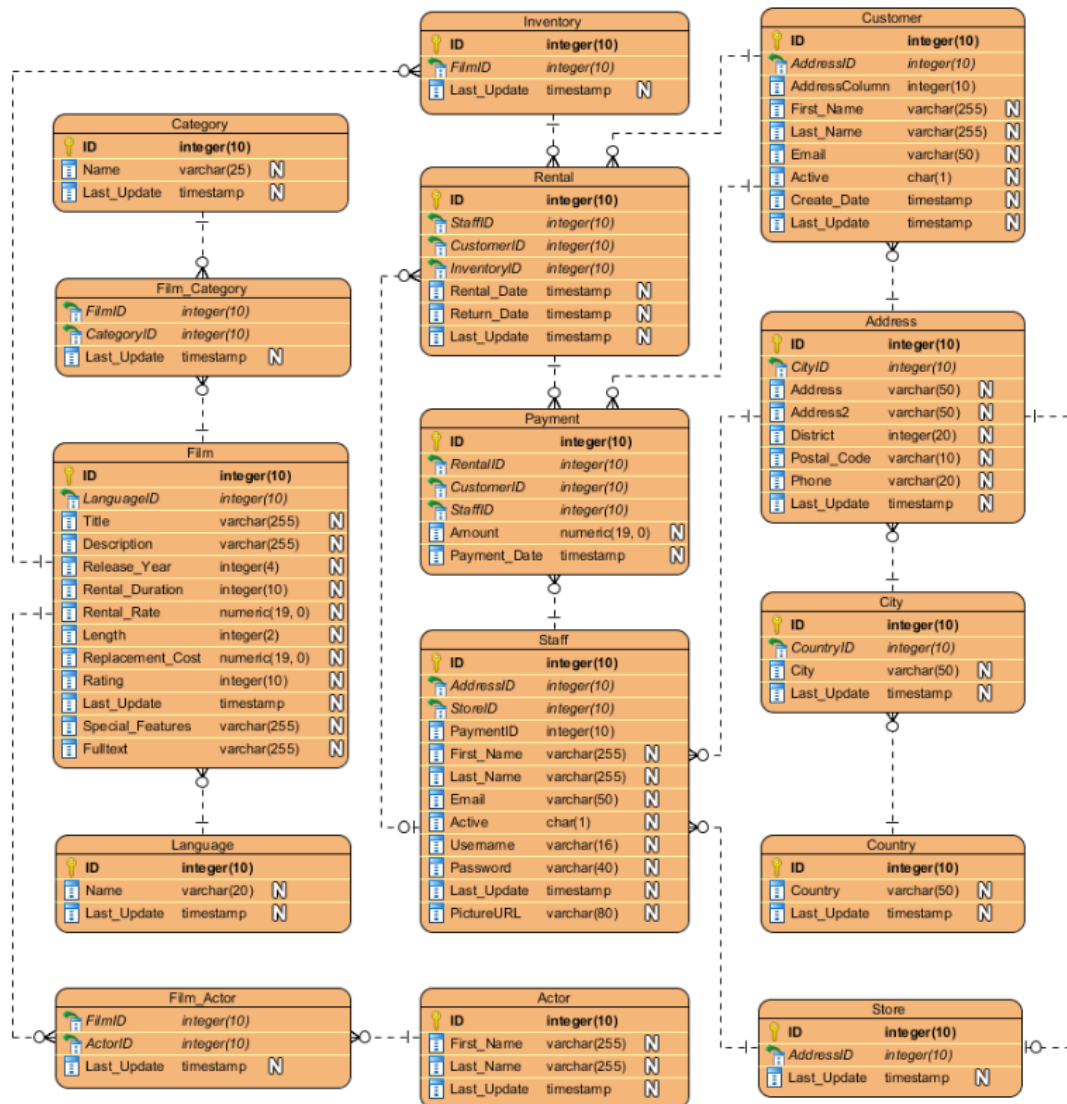 Inventory
ID integer(10)
FilmID integer(10)
Last_Update timestamp N
Customer
ID integer(10)
AddressID integer(10)
AddressColumn integer(10)
First_Name varchar(255) N
Last_Name varchar(255) N
Email varchar(50) N
Active char(1) N
Create_Date timestamp N
Last_Update timestamp N
Category
ID integer(10)
Name varchar(25) N
Last_Update timestamp N
Rental
ID integer(10)
StaffID integer(10)
CustomerID integer(10)
InventoryID integer(10)
Rental_Date timestamp N
Return_Date timestamp N
Last_Update timestamp N
Film_Category
FilmID integer(10)
CategoryID integer(10)
Last_Update timestamp N
Address
ID integer(10)
CityID integer(10)
Address varchar(50) N
Address2 varchar(50) N
District integer(20) N
Postal_Code varchar(10) N
Phone varchar(20) N
Last_Update timestamp N
Payment
ID integer(10)
RentalID integer(10)
CustomerID integer(10)
StaffID integer(10)
Amount numeric(19, 0) N
Payment_Date timestamp N
Film
ID integer(10)
LanguageID integer(10)
Title varchar(255) N
Description varchar(255) N
Release_Year integer(4) N
Rental_Duration integer(10) N
Rental_Rate numeric(19, 0) N
Length integer(2) N
Replacement_Cost numeric(19, 0) N
Rating integer(10) N
Last_Update timestamp N
Special_Features varchar(255) N
Fulltext varchar(255) N
City
ID integer(10)
CountryID integer(10)
City varchar(50) N
Last_Update timestamp N
Staff
ID integer(10)
AddressID integer(10)
StoreID integer(10)
PaymentID integer(10)
First_Name varchar(255) N
Last_Name varchar(255) N
Email varchar(50) N
Active char(1) N
Username varchar(16) N
Password varchar(40) N
Last_Update timestamp N
PictureURL varchar(80) N
Language
ID integer(10)
Name varchar(20) N
Last_Update timestamp N
Country
ID integer(10)
Country varchar(50) N
Last_Update timestamp N
Film_Actor
FilmID integer(10)
ActorID integer(10)
Last_Update timestamp N
Actor
ID integer(10)
First_Name varchar(255) N
Last_Name varchar(255) N
Last_Update timestamp N
Store
ID integer(10)
AddressID integer(10)
Last_Update timestamp N